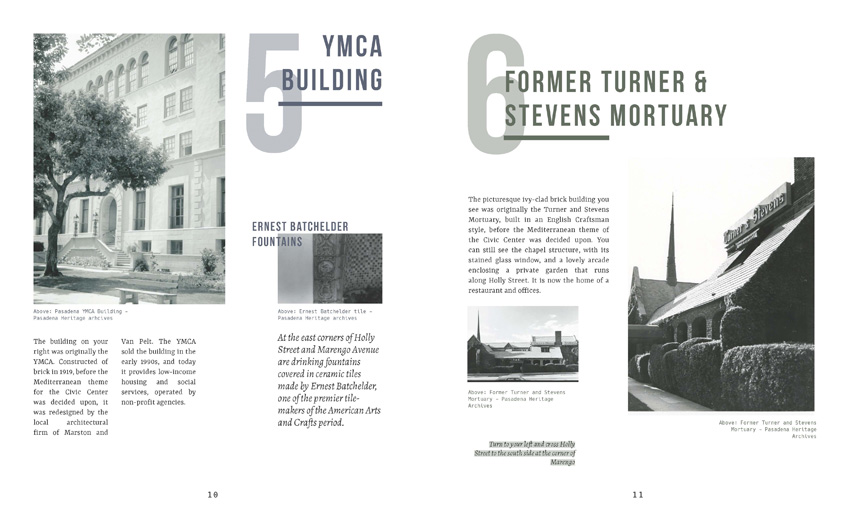 5
YMCA
BUILDING
ERNEST BATCHELDER
FOUNTAINS
Above: Pasadena YMCA Building –
Pasadena Heritage archives
Above: Ernest Batchelder tile –
Pasadena Heritage archives
The building on your
right was originally the
YMCA. Constructed of
brick in 1919, before the
Mediterranean theme
for the Civic Center
was decided upon, it
was redesigned by the
local architectural
firm of Marston and
Van Pelt. The YMCA
sold the building in the
early 1990s, and today
it provides low-income
housing and social
services, operated by
non-profit agencies.
At the east corners of Holly
Street and Marengo Avenue
are drinking fountains
covered in ceramic tiles
made by Ernest Batchelder,
one of the premier tile-
makers of the American Arts
and Crafts period.
10
6
FORMER TURNER &
STEVENS MORTUARY
The picturesque ivy-clad brick building you
see was originally the Turner and Stevens
Mortuary, built in an English Craftsman
style, before the Mediterranean theme of
the Civic Center was decided upon. You
can still see the chapel structure, with its
stained glass window, and a lovely arcade
enclosing a private garden that runs
along Holly Street. It is now the home of a
restaurant and offices.
Turner & Stevens
Above: Former Turner and Stevens
Mortuary – Pasadena Heritage
Archives
Above: Former Turner and Stevens
Mortuary – Pasadena Heritage
Archives
Turn to your left and cross Holly
Street to the south side at the corner of
Marengo
11